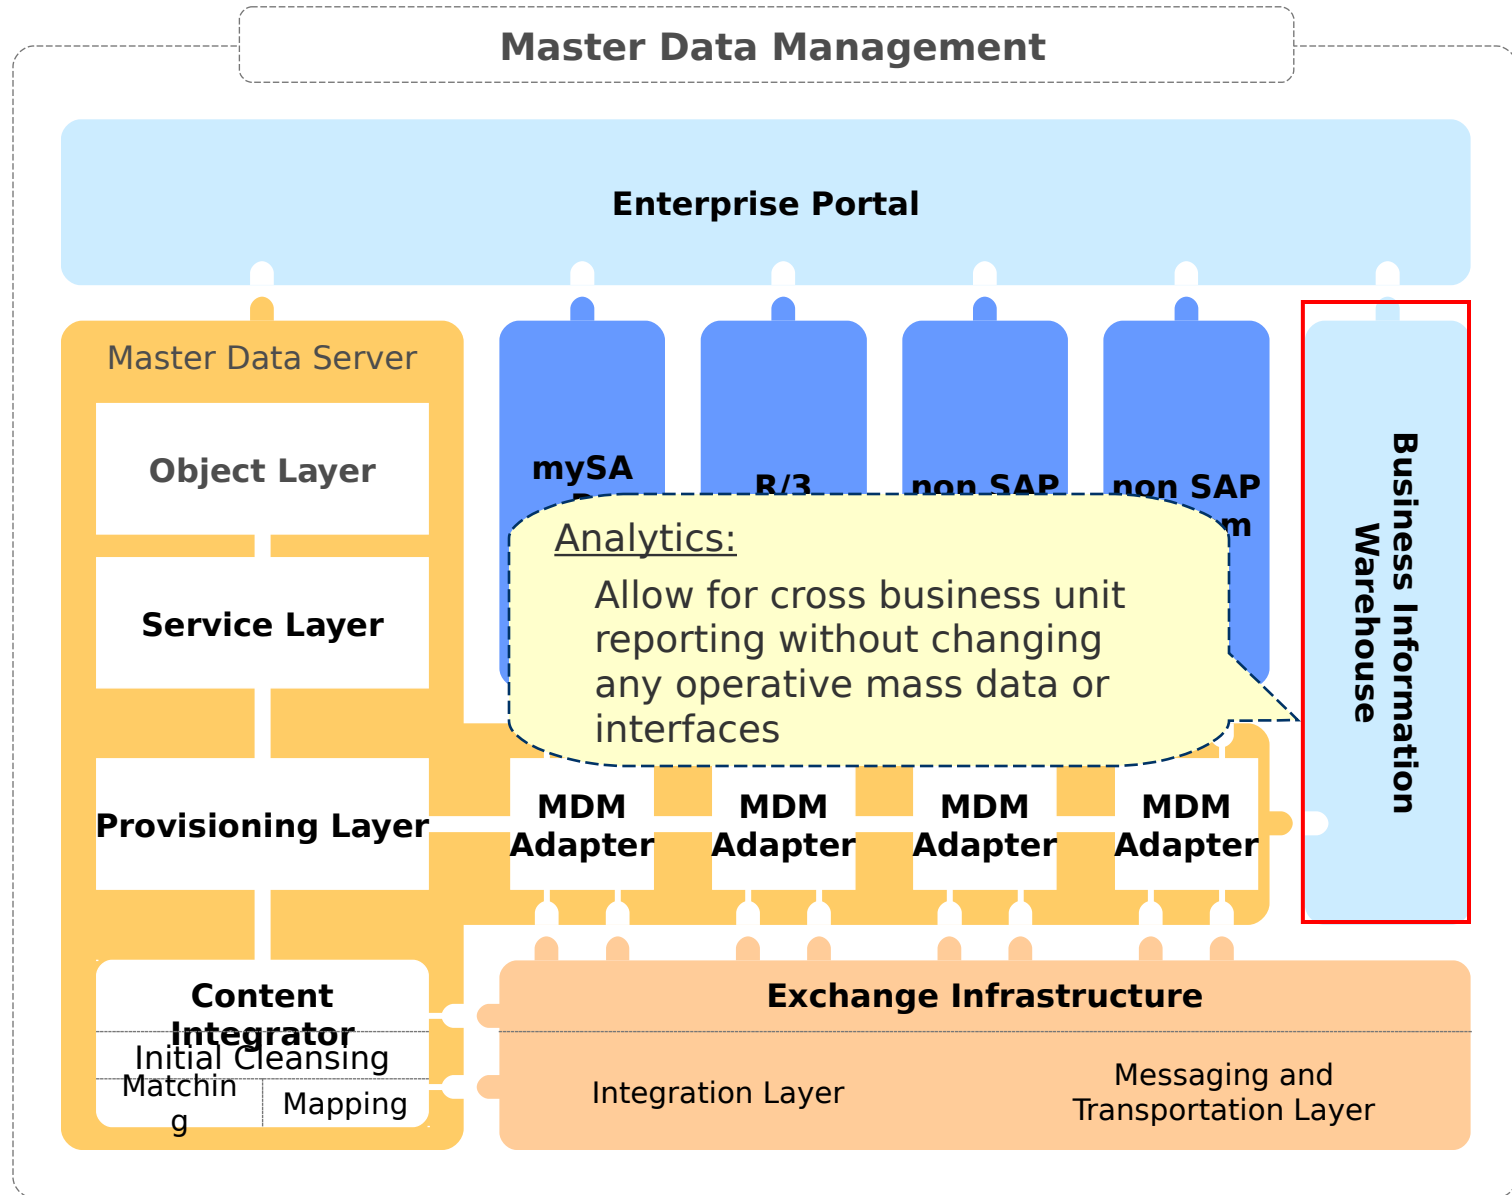 Master Data Management
Enterprise Portal
Master Data Server
Object Layer
Service Layer
Provisioning Layer
Content
Integrator
Initial Cleansing
Matchin
g
Mapping
mySA
R/3
non SAP
non SAP
m
Analytics:
Allow for cross business unit
reporting without changing
any operative mass data or
interfaces
MDM
Adapter
MDM
Adapter
MDM
Adapter
MDM
Adapter
Business Information
Warehouse
Exchange Infrastructure
Integration Layer
Messaging and
Transportation Layer